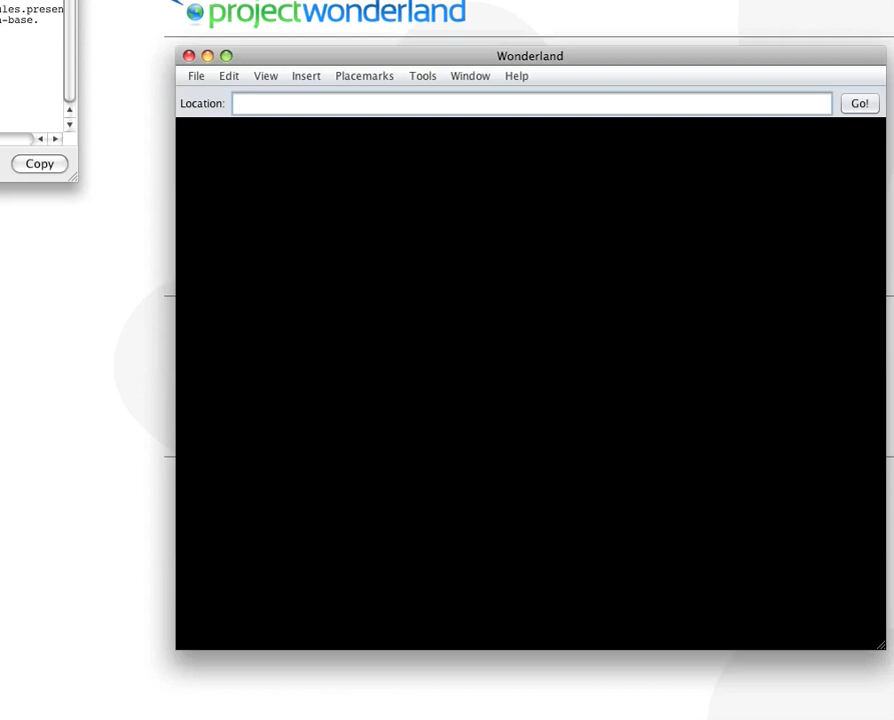 ules.presen
n-base.
Copy
projectwonderland
Wonderland
File Edit View Insert Placemarks Tools Window Help
Location: Go!